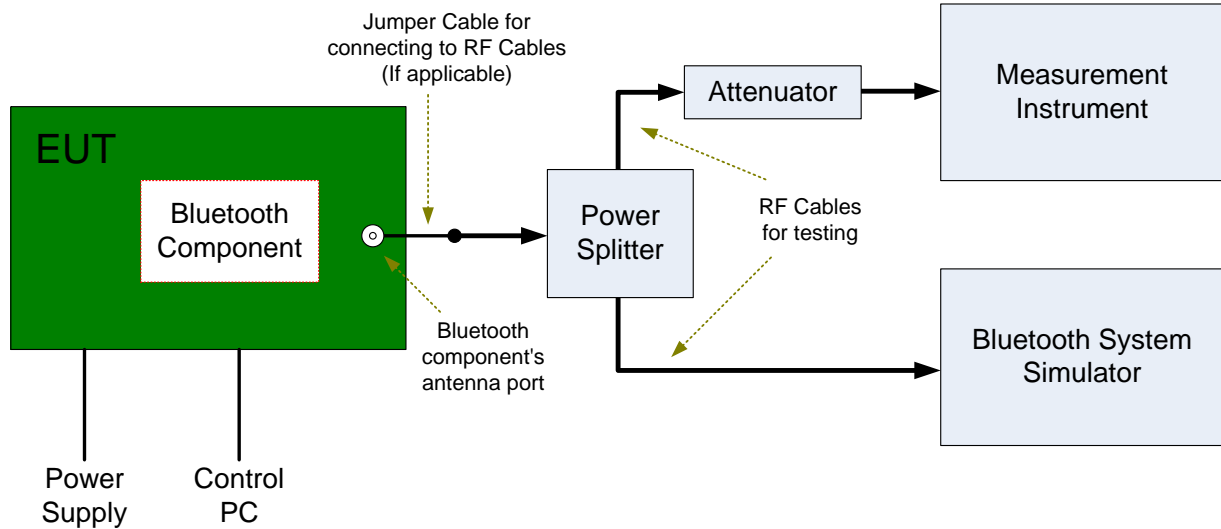 Jumper Cable for
connecting to RF Cables
(If applicable)
EUT
Bluetooth
Component
Attenuator
Measurement
Instrument
Power
Splitter
RF Cables
for testing
Bluetooth
component's
antenna port
Bluetooth System
Simulator
Power
Supply
Control
PC